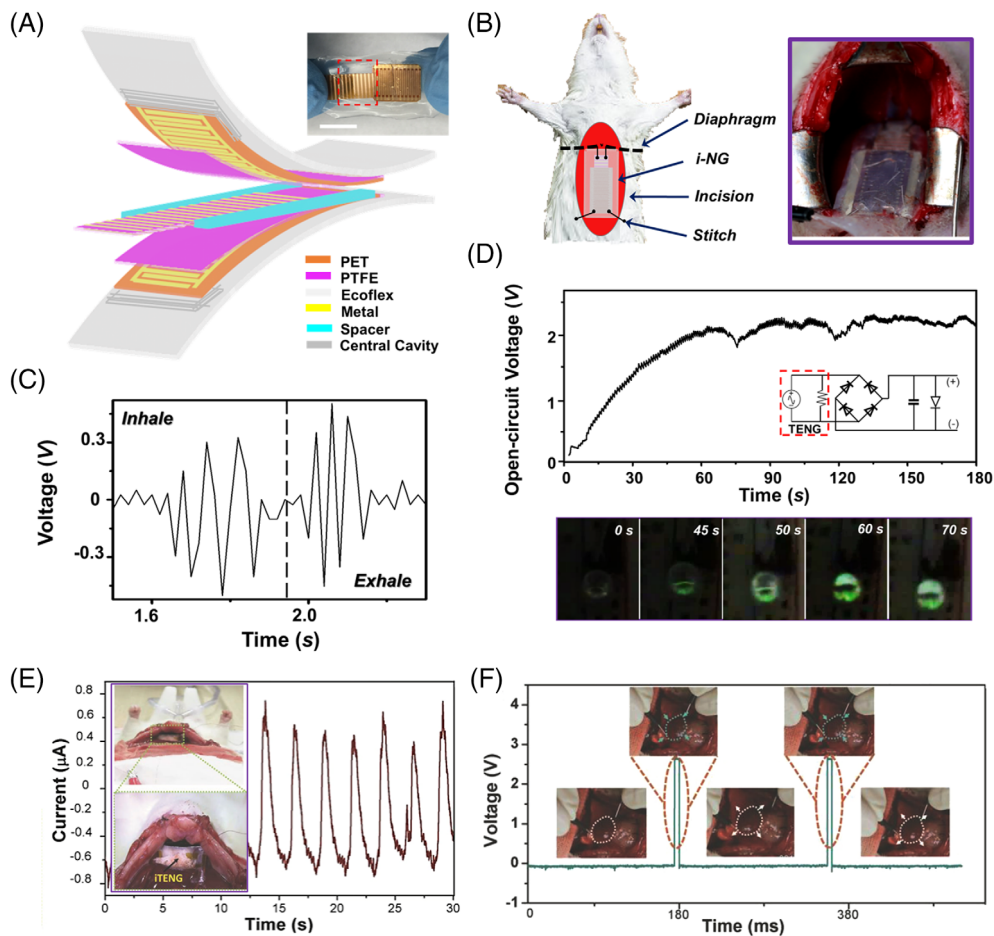 (A)
PET
PTFE
Ecoflex
Metal
Spacer
Central Cavity
(B)
Diaphragm
i-NG
Incision
Stitch
(C)
Voltage (V)
0.3
0
-0.3
Inhale
Exhale
1.6
2.0
Time (s)
(D)
Open-circuit Voltage (V)
2
1
0
TENG
(+)
(-)
0
30
60
90
120
150
180
Time (s)
0 s
45 s
50 s
60 s
70 s
(E)
Current (μA)
0.8
0.6
0.4
0.2
0
-0.2
-0.4
-0.6
-0.8
iTENG
0
5
10
15
20
25
30
Time (s)
(F)
Voltage (V)
4
3
2
1
0
-1
0
180
380
Time (ms)